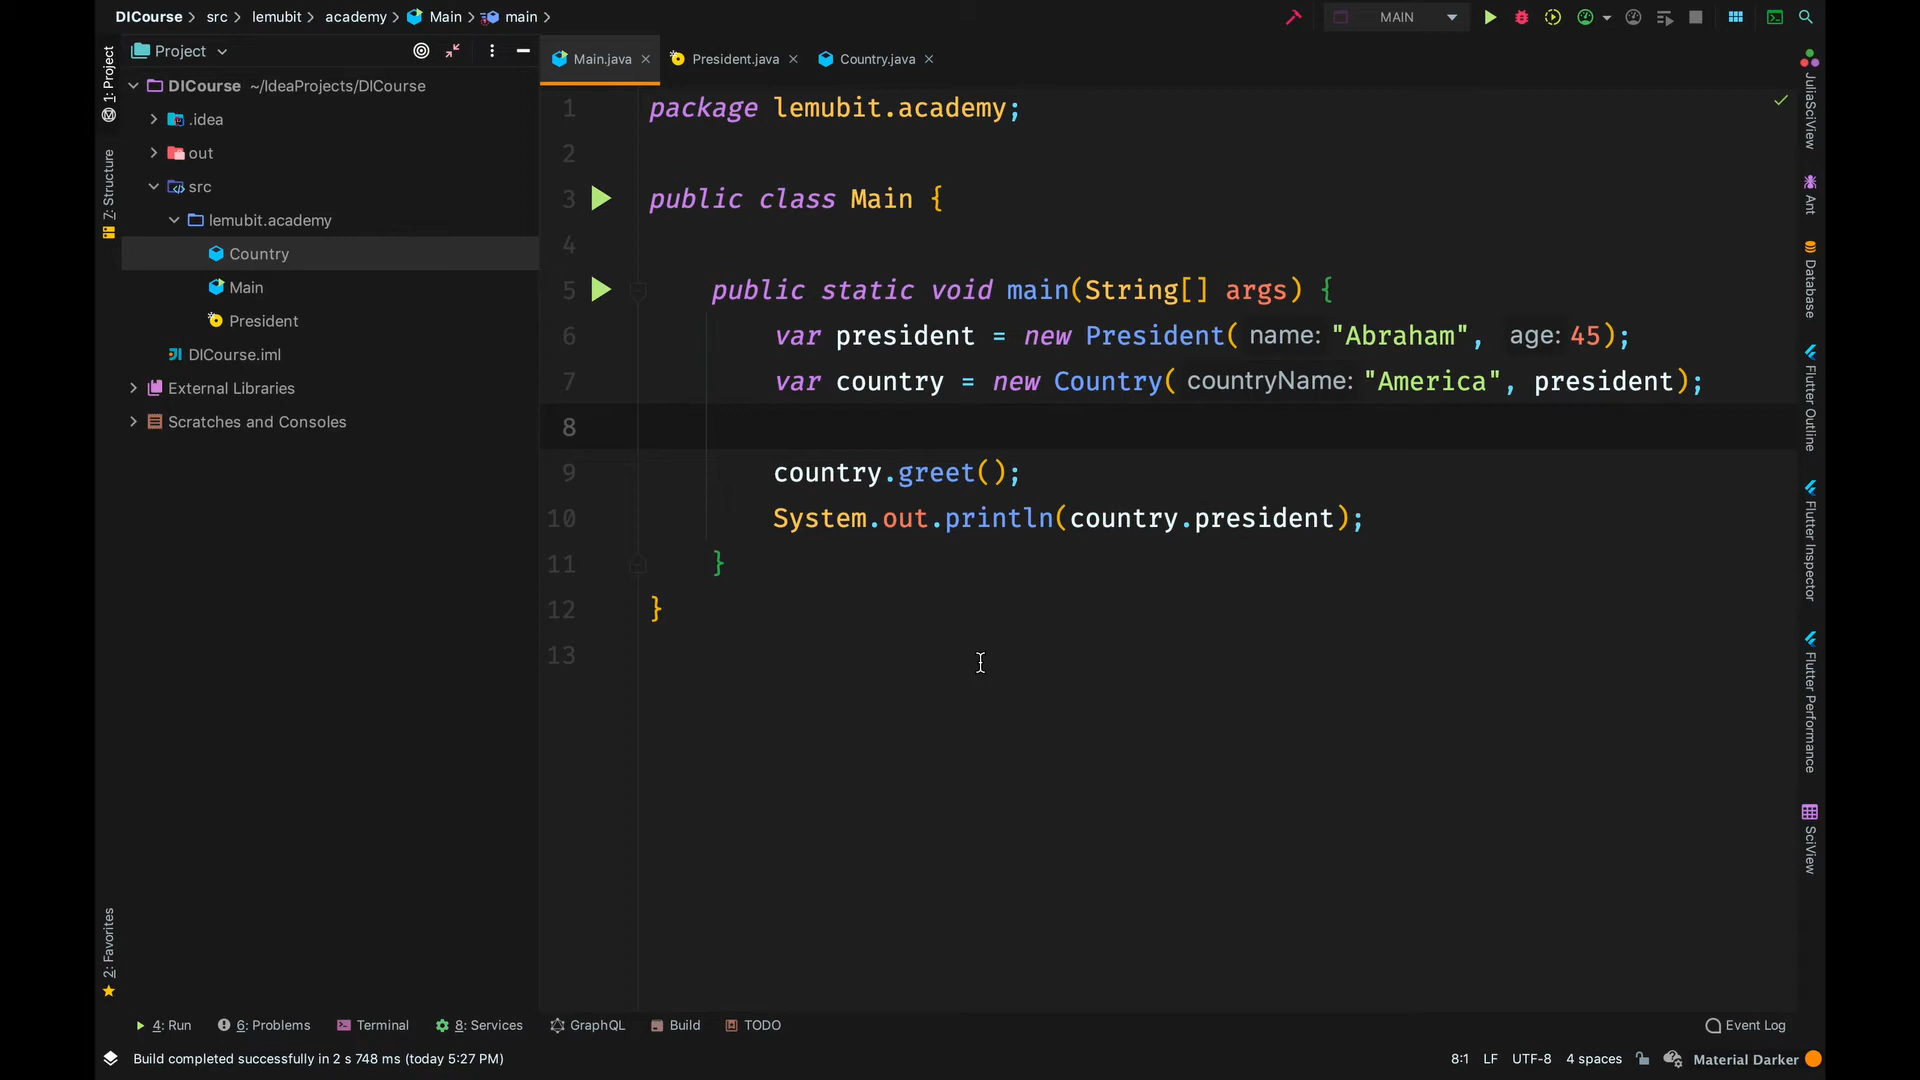 DICourse
src
lemubit
academy
Main
main
MAIN
Project
Main.java
President.java
Country.java
1: Project
7: Structure
2: Favorites
DICourse ~/IdeaProjects/DICourse
.idea
out
src
lemubit.academy
Country
Main
President
DICourse.iml
External Libraries
Scratches and Consoles
1 package lemubit.academy;
2
3 public class Main {
4
5 public static void main(String[] args) {
6 var president = new President( name: "Abraham", age: 45);
7 var country = new Country( countryName: "America", president);
8
9 country.greet();
10 System.out.println(country.president);
11 }
12 }
13
JuliaSciView
Ant
Database
Flutter Outline
Flutter Inspector
Flutter Performance
SciView
4: Run
6: Problems
Terminal
8: Services
GraphQL
Build
TODO
Event Log
Build completed successfully in 2 s 748 ms (today 5:27 PM)
8:1 LF UTF-8 4 spaces
Material Darker